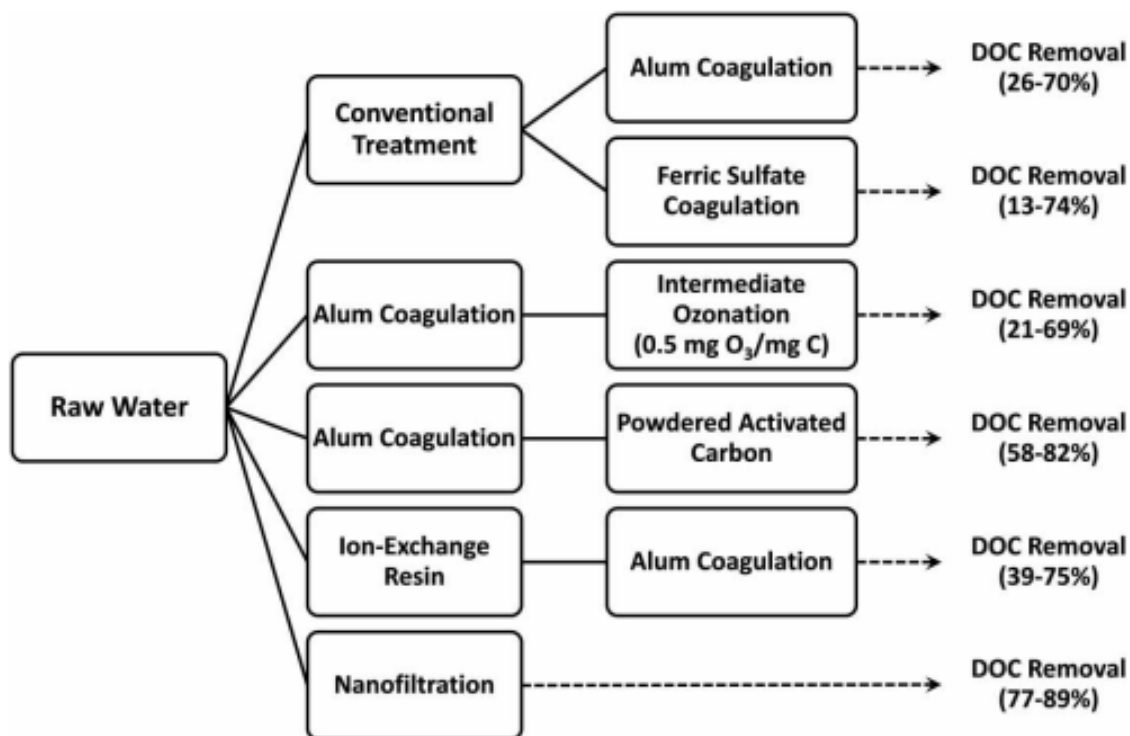 Raw Water
Conventional
Treatment
Alum Coagulation
DOC Removal
(26-70%)
Ferric Sulfate
Coagulation
DOC Removal
(13-74%)
Alum Coagulation
Intermediate
Ozonation
(0.5 mg O₃/mg C)
DOC Removal
(21-69%)
Alum Coagulation
Powdered Activated
Carbon
DOC Removal
(58-82%)
Ion-Exchange
Resin
Alum Coagulation
DOC Removal
(39-75%)
Nanofiltration
DOC Removal
(77-89%)